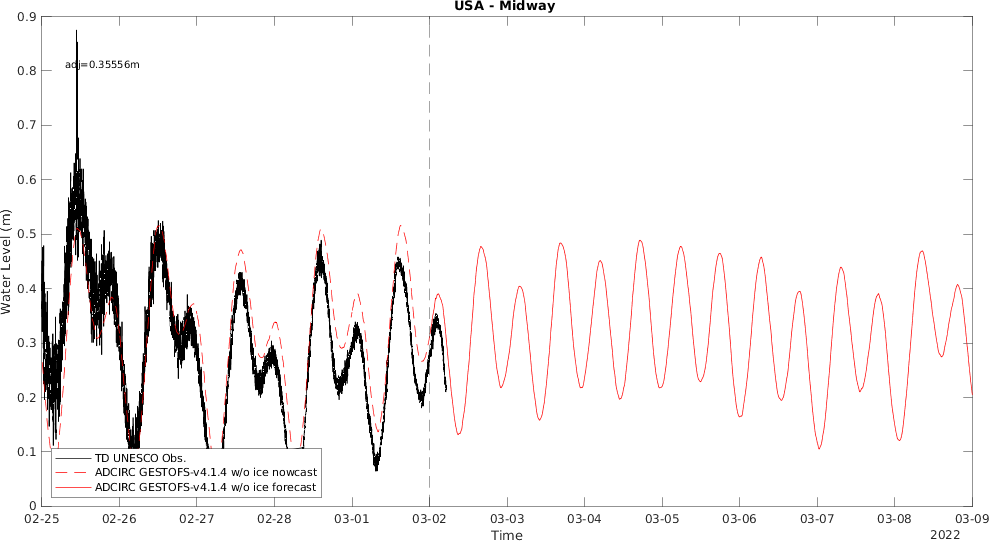 USA - Midway
0.9
0.8
0.7
0.6
0.5
0.4
0.3
0.2
0.1
0
Water Level (m)
adj=0.35556m
TD UNESCO Obs.
ADCIRC GESTOFS-v4.1.4 w/o ice nowcast
ADCIRC GESTOFS-v4.1.4 w/o ice forecast
02-25 02-26 02-27 02-28 03-01 03-02 03-03 03-04 03-05 03-06 03-07 03-08 03-09
Time
2022